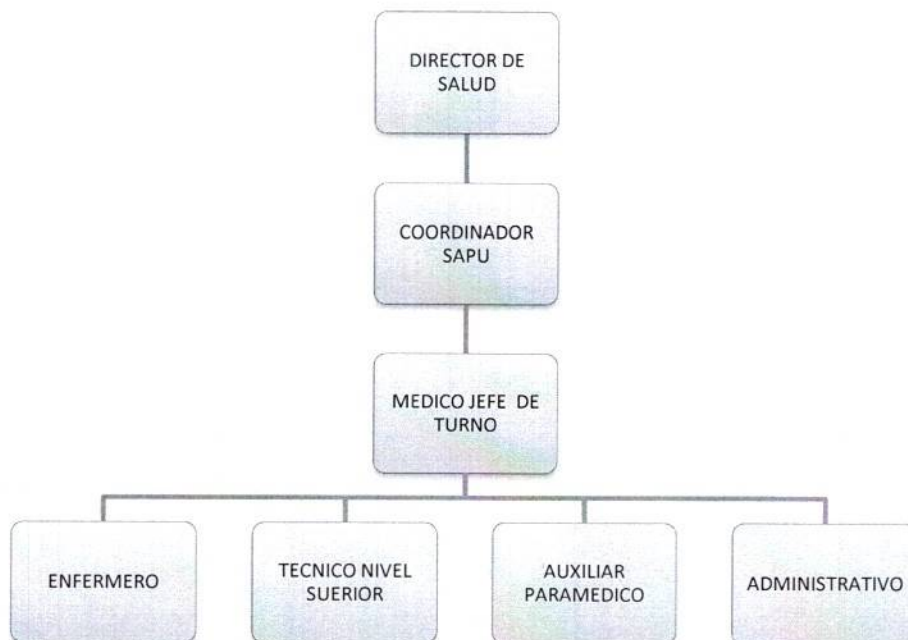 DIRECTOR DE
SALUD
COORDINADOR
SAPU
MEDICO JEFE DE
TURNO
ENFERMERO
TECNICO NIVEL
SUERIOR
AUXILIAR
PARAMEDICO
ADMINISTRATIVO